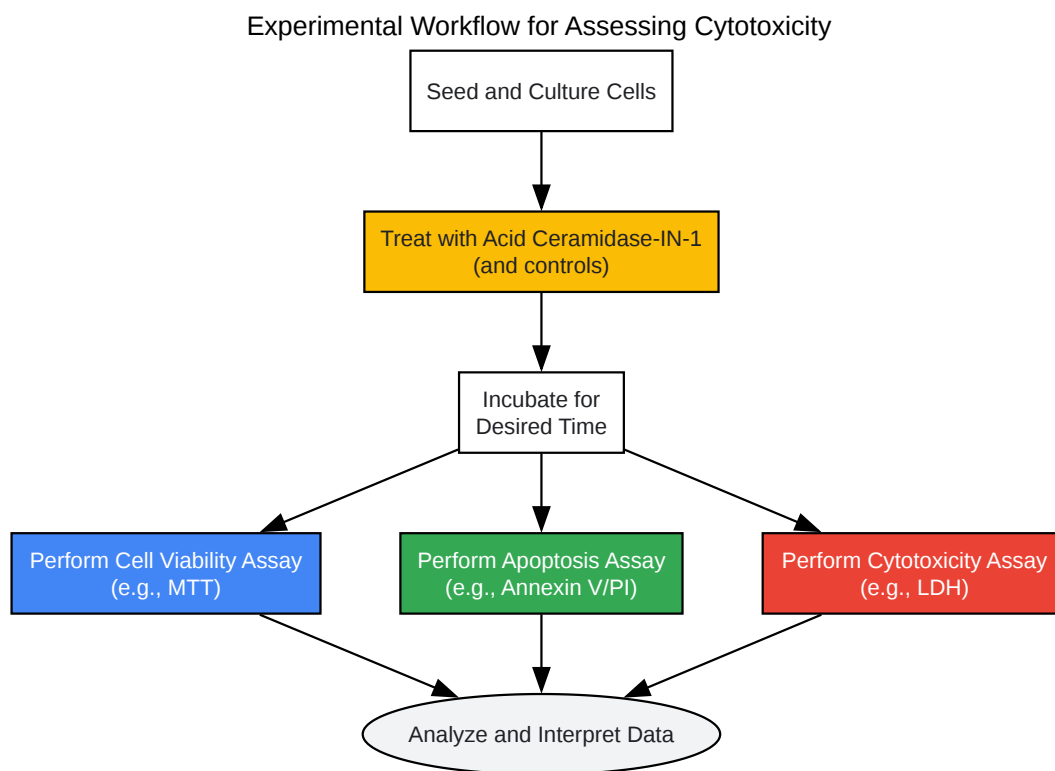 Experimental Workflow for Assessing Cytotoxicity
Seed and Culture Cells
Treat with Acid Ceramidase-IN-1
(and controls)
Incubate for
Desired Time
Perform Cell Viability Assay
(e.g., MTT)
Perform Apoptosis Assay
(e.g., Annexin V/PI)
Perform Cytotoxicity Assay
(e.g., LDH)
Analyze and Interpret Data